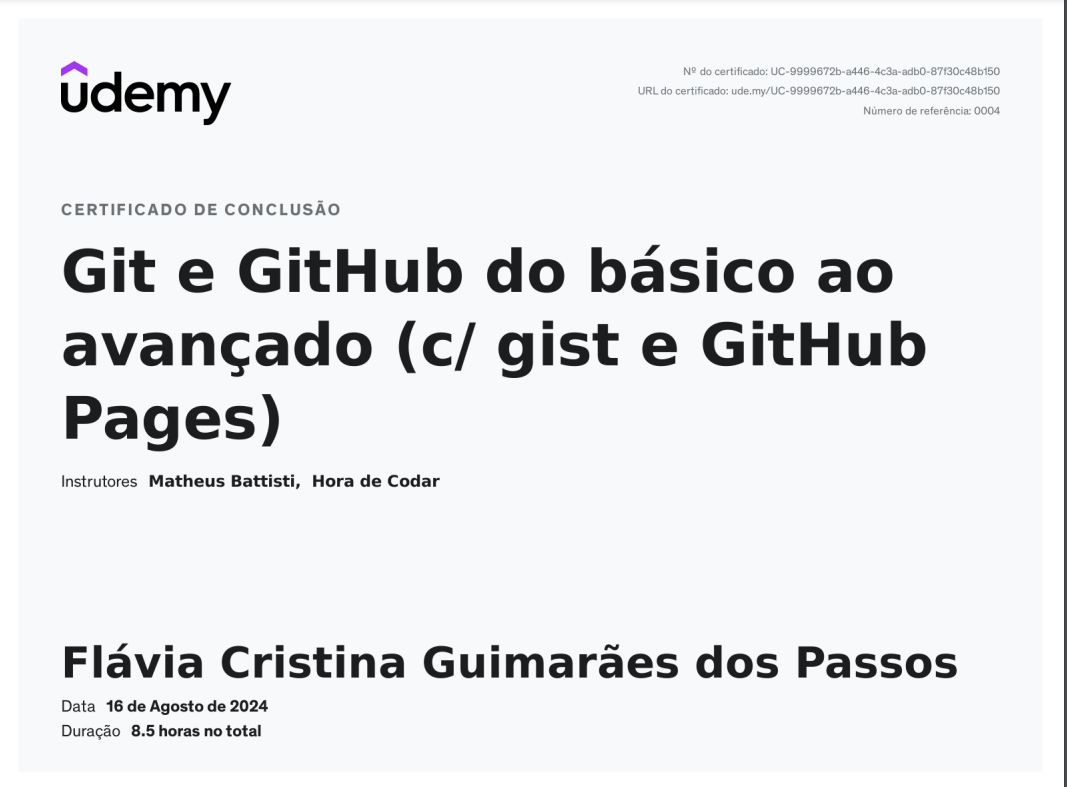 udemy
Nº do certificado: UC-9999672b-a446-4c3a-adb0-87f30c48b150
URL do certificado: ude.my/UC-9999672b-a446-4c3a-adb0-87f30c48b150
Número de referência: 0004
CERTIFICADO DE CONCLUSÃO
Git e GitHub do básico ao
avançado (c/ gist e GitHub
Pages)
Instrutores Matheus Battisti, Hora de Codar
Flávia Cristina Guimarães dos Passos
Data 16 de Agosto de 2024
Duração 8.5 horas no total